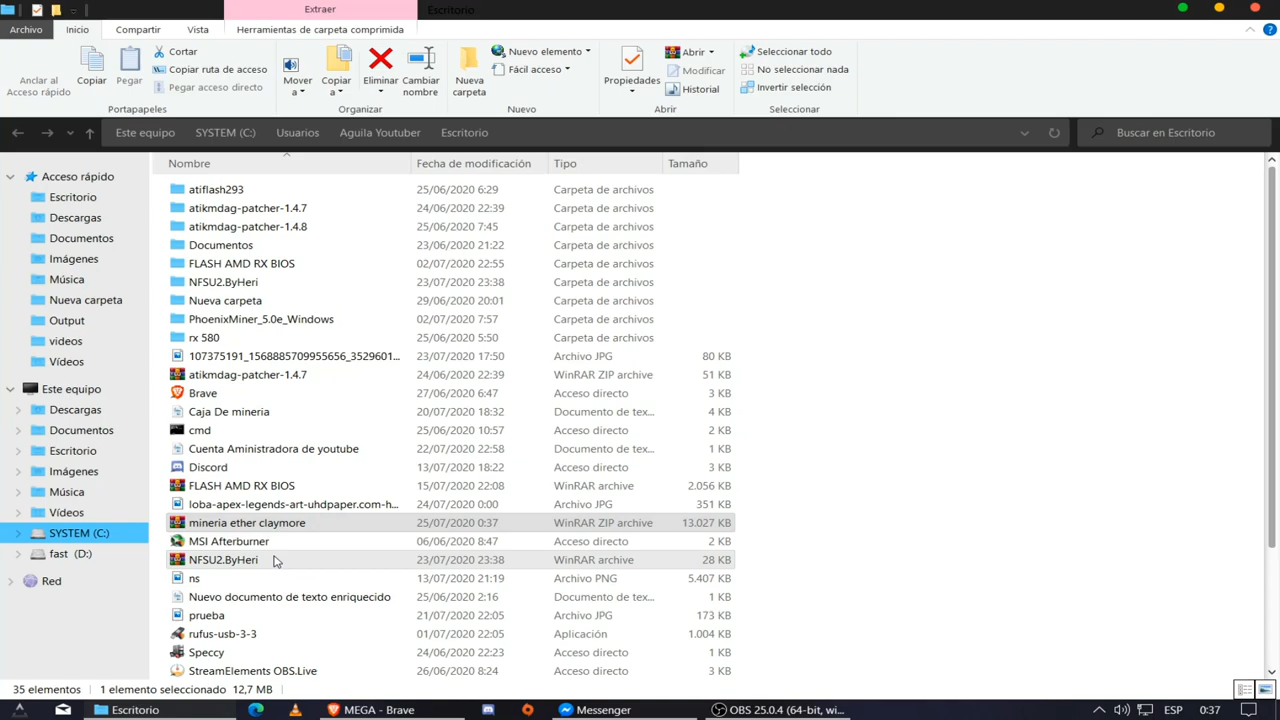 Extraer
Escritorio
Archivo
Inicio
Compartir
Vista
Herramientas de carpeta comprimida
Anclar al
Acceso rápido
Copiar
Pegar
Cortar
Copiar ruta de acceso
Pegar acceso directo
Portapapeles
Mover
a
Copiar
a
Eliminar
Cambiar
nombre
Organizar
Nueva
carpeta
Nuevo elemento
Fácil acceso
Nuevo
Propiedades
Abrir
Modificar
Historial
Abrir
Seleccionar todo
No seleccionar nada
Invertir selección
Seleccionar
Este equipo
SYSTEM (C:)
Usuarios
Aguila Youtuber
Escritorio
Buscar en Escritorio
Acceso rápido
Escritorio
Descargas
Documentos
Imágenes
Música
Nueva carpeta
Output
videos
Vídeos
Este equipo
Descargas
Documentos
Escritorio
Imágenes
Música
Vídeos
SYSTEM (C:)
fast (D:)
Red
Nombre Fecha de modificación Tipo Tamaño
atiflash293 25/06/2020 6:29 Carpeta de archivos
atikmdag-patcher-1.4.7 24/06/2020 22:39 Carpeta de archivos
atikmdag-patcher-1.4.8 25/06/2020 7:45 Carpeta de archivos
Documentos 23/06/2020 21:22 Carpeta de archivos
FLASH AMD RX BIOS 02/07/2020 22:55 Carpeta de archivos
NFSU2.ByHeri 23/07/2020 23:38 Carpeta de archivos
Nueva carpeta 29/06/2020 20:01 Carpeta de archivos
PhoenixMiner_5.0e_Windows 02/07/2020 7:57 Carpeta de archivos
rx 580 25/06/2020 5:50 Carpeta de archivos
107375191_1568885709955656_3529601... 23/07/2020 17:50 Archivo JPG 80 KB
atikmdag-patcher-1.4.7 24/06/2020 22:39 WinRAR ZIP archive 51 KB
Brave 27/06/2020 6:47 Acceso directo 3 KB
Caja De mineria 20/07/2020 18:32 Documento de tex... 4 KB
cmd 25/06/2020 10:57 Acceso directo 2 KB
Cuenta Aministradora de youtube 22/07/2020 22:58 Documento de tex... 1 KB
Discord 13/07/2020 18:22 Acceso directo 3 KB
FLASH AMD RX BIOS 15/07/2020 22:08 WinRAR archive 2.056 KB
loba-apex-legends-art-uhdpaper.com-h... 24/07/2020 0:00 Archivo JPG 351 KB
mineria ether claymore 25/07/2020 0:37 WinRAR ZIP archive 13.027 KB
MSI Afterburner 06/06/2020 8:47 Acceso directo 2 KB
NFSU2.ByHeri 23/07/2020 23:38 WinRAR archive 28 KB
ns 13/07/2020 21:19 Archivo PNG 5.407 KB
Nuevo documento de texto enriquecido 25/06/2020 2:16 Documento de tex... 1 KB
prueba 21/07/2020 22:05 Archivo JPG 173 KB
rufus-usb-3-3 01/07/2020 22:05 Aplicación 1.004 KB
Speccy 24/06/2020 22:23 Acceso directo 1 KB
StreamElements OBS.Live 26/06/2020 8:24 Acceso directo 3 KB
35 elementos 1 elemento seleccionado 12,7 MB
Escritorio
MEGA - Brave
Messenger
OBS 25.0.4 (64-bit, wi...
ESP
0:37